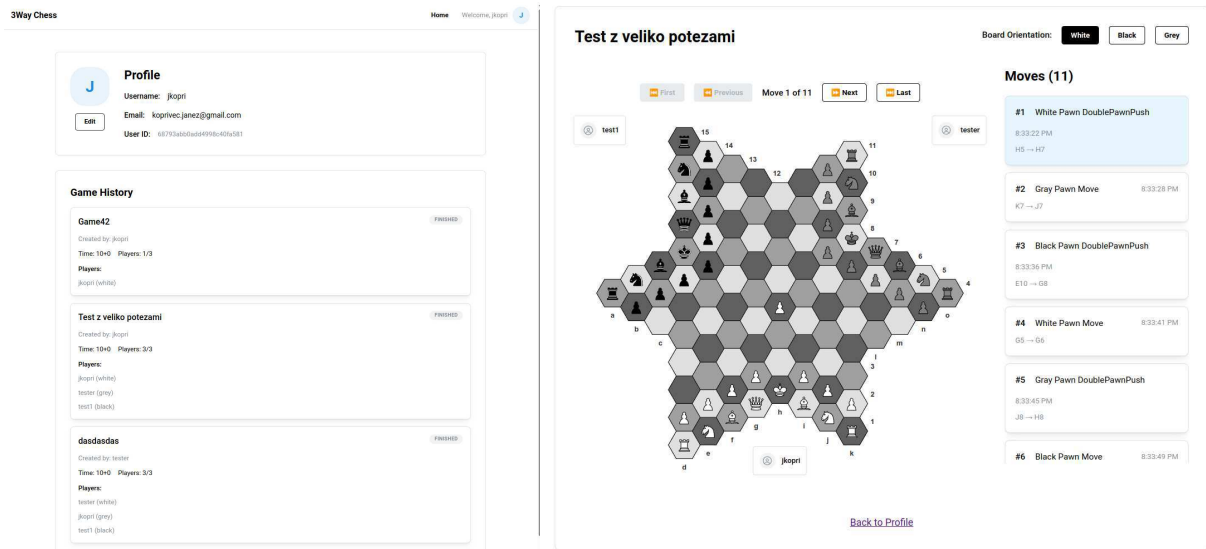 3Way Chess
Home Welcome, jkopri J
J
Profile
Username: jkopri
Edit
Email: koprivec.janez@gmail.com
User ID: 68793abb0add4998c40fa581
Game History
Game42 FINISHED
Created by: jkopri
Time: 10+0 Players: 1/3
Players:
jkopri (white)
Test z veliko potezami FINISHED
Created by: jkopri
Time: 10+0 Players: 3/3
Players:
jkopri (white)
tester (grey)
test1 (black)
dasdasdas FINISHED
Created by: tester
Time: 10+0 Players: 3/3
Players:
tester (white)
jkopri (grey)
test1 (black)
Test z veliko potezami
Board Orientation: White Black Grey
First Previous Move 1 of 11 Next Last
test1
tester
15
14
13
12
11
10
9
8
7
6
5
4
3
2
1
a
b
c
d
e
f
g
h
i
j
k
l
m
n
o
jkopri
Moves (11)
#1 White Pawn DoublePawnPush
8:33:22 PM
H5 → H7
#2 Gray Pawn Move 8:33:28 PM
K7 → J7
#3 Black Pawn DoublePawnPush
8:33:36 PM
E10 → G8
#4 White Pawn Move 8:33:41 PM
G5 → G6
#5 Gray Pawn DoublePawnPush
8:33:45 PM
J8 → H8
#6 Black Pawn Move 8:33:49 PM
Back to Profile